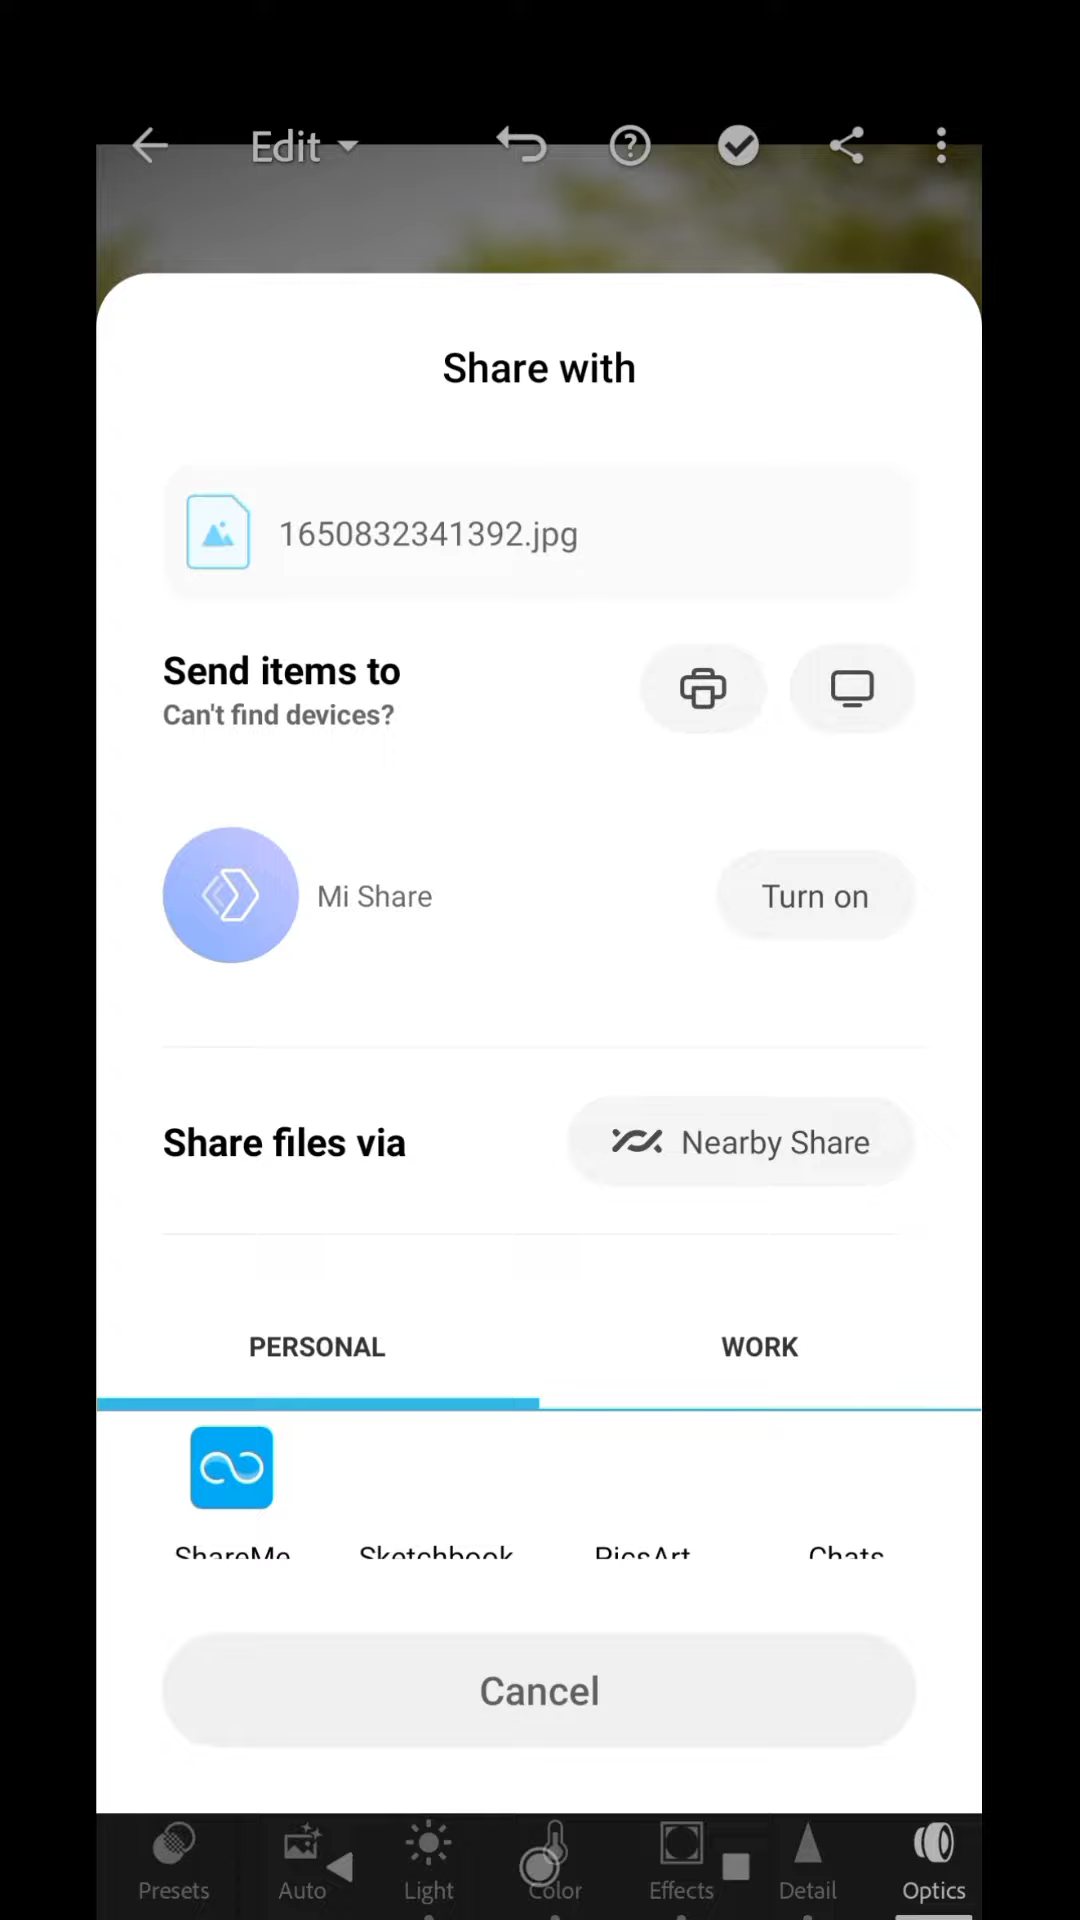 Edit
Share with
1650832341392.jpg
Send items to
Can't find devices?
Mi Share
Turn on
Share files via
Nearby Share
PERSONAL WORK
ShareMe Sketchbook PicsArt Chats
Cancel
Presets Auto Light Color Effects Detail Optics